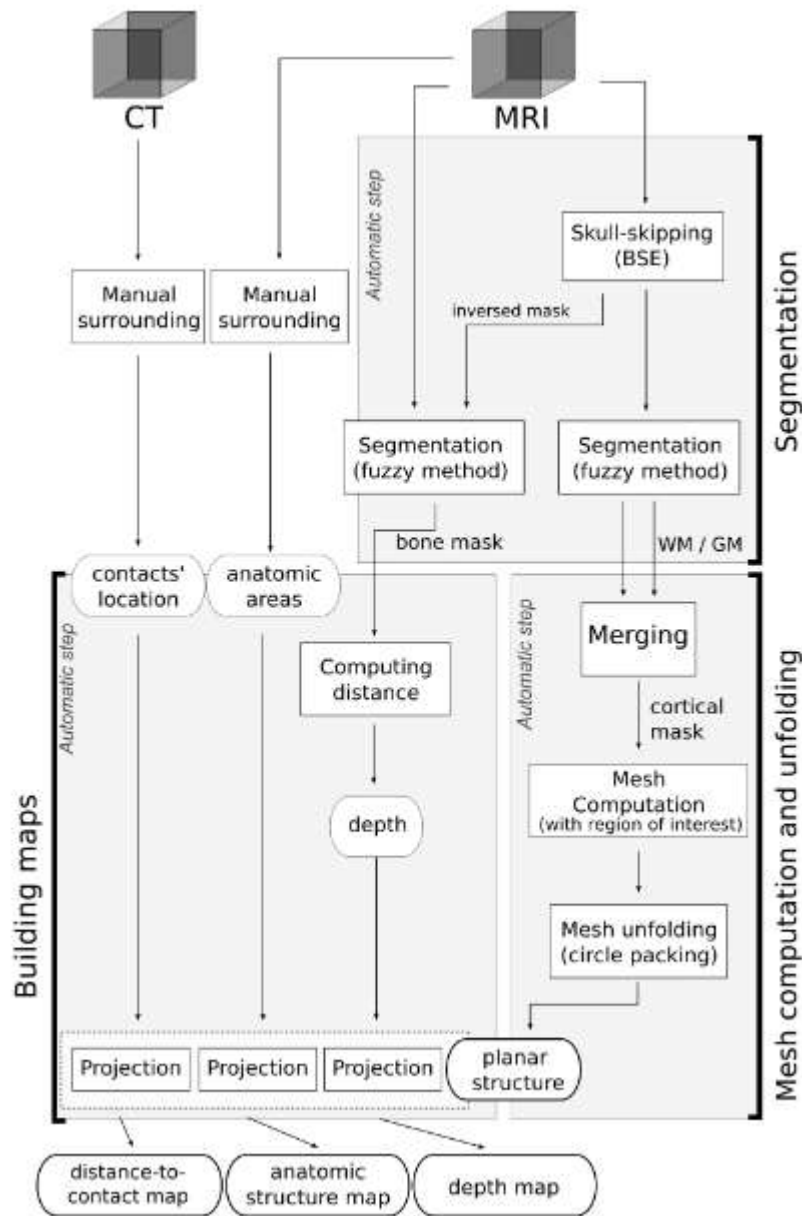 CT
MRI
Automatic step
Skull-skipping
(BSE)
Manual
surrounding
Manual
surrounding
inversed mask
Segmentation
Segmentation
(fuzzy method)
Segmentation
(fuzzy method)
bone mask
WM / GM
contacts'
location
anatomic
areas
Automatic step
Computing
distance
depth
Building maps
Automatic step
Merging
cortical
mask
Mesh
Computation
(with region of interest)
Mesh unfolding
(circle packing)
Mesh computation and unfolding
Projection
Projection
Projection
planar
structure
distance-to-
contact map
anatomic
structure map
depth map